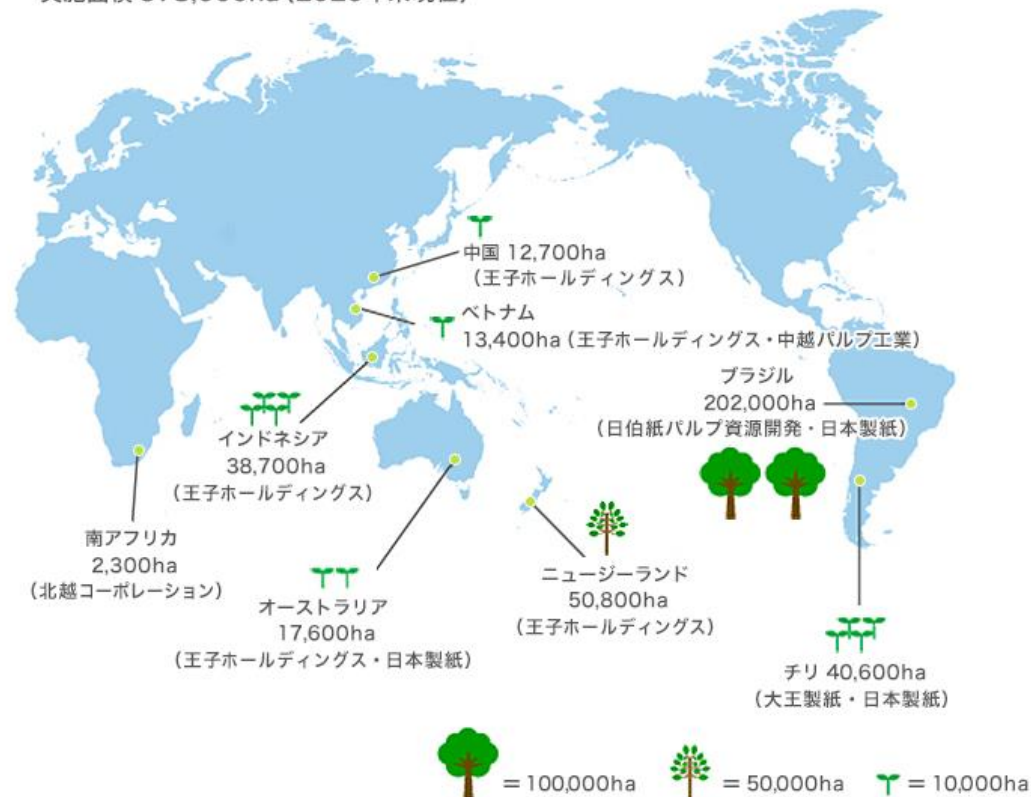 中国 12,700ha
（王子ホールディングス）
ベトナム
13,400ha（王子ホールディングス・中越パルプ工業）
ブラジル
202,000ha
（日伯紙パルプ資源開発・日本製紙）
インドネシア
38,700ha
（王子ホールディングス）
南アフリカ
2,300ha
（北越コーポレーション）
オーストラリア
17,600ha
（王子ホールディングス・日本製紙）
ニュージーランド
50,800ha
（王子ホールディングス）
チリ 40,600ha
（大王製紙・日本製紙）
＝100,000ha ＝50,000ha ＝10,000ha